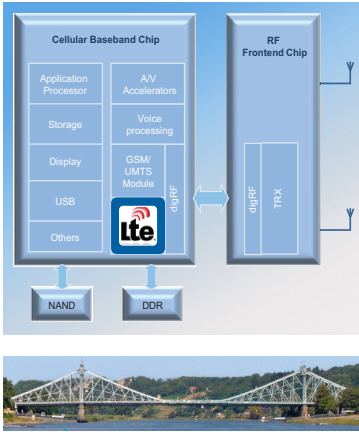 Cellular Baseband Chip
Application
Processor
Storage
Display
USB
Others
A/V
Accelerators
Voice
processing
GSM/
UMTS
Module
digRF
Lte
NAND
DDR
RF
Frontend Chip
digRF
TRX